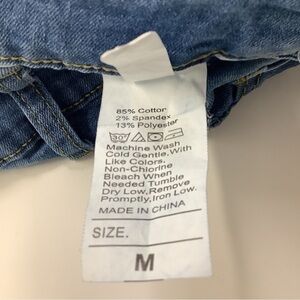 85% Cotton
2% Spandex
13% Polyester
30°
Machine Wash
Cold Gentle,With
Like Colors.
Non-Chlorine
Bleach When
Needed Tumble
Dry Low,Remove
Promptly,Iron Low.
MADE IN CHINA
SIZE.
M